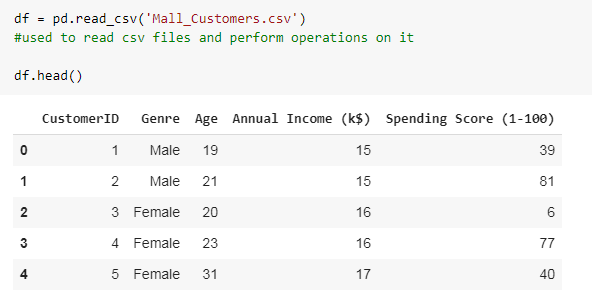 df = pd.read_csv('Mall_Customers.csv')
#used to read csv files and perform operations on it
df.head()
CustomerID Genre Age Annual Income (k$) Spending Score (1-100)
0 1 Male 19 15 39
1 2 Male 21 15 81
2 3 Female 20 16 6
3 4 Female 23 16 77
4 5 Female 31 17 40